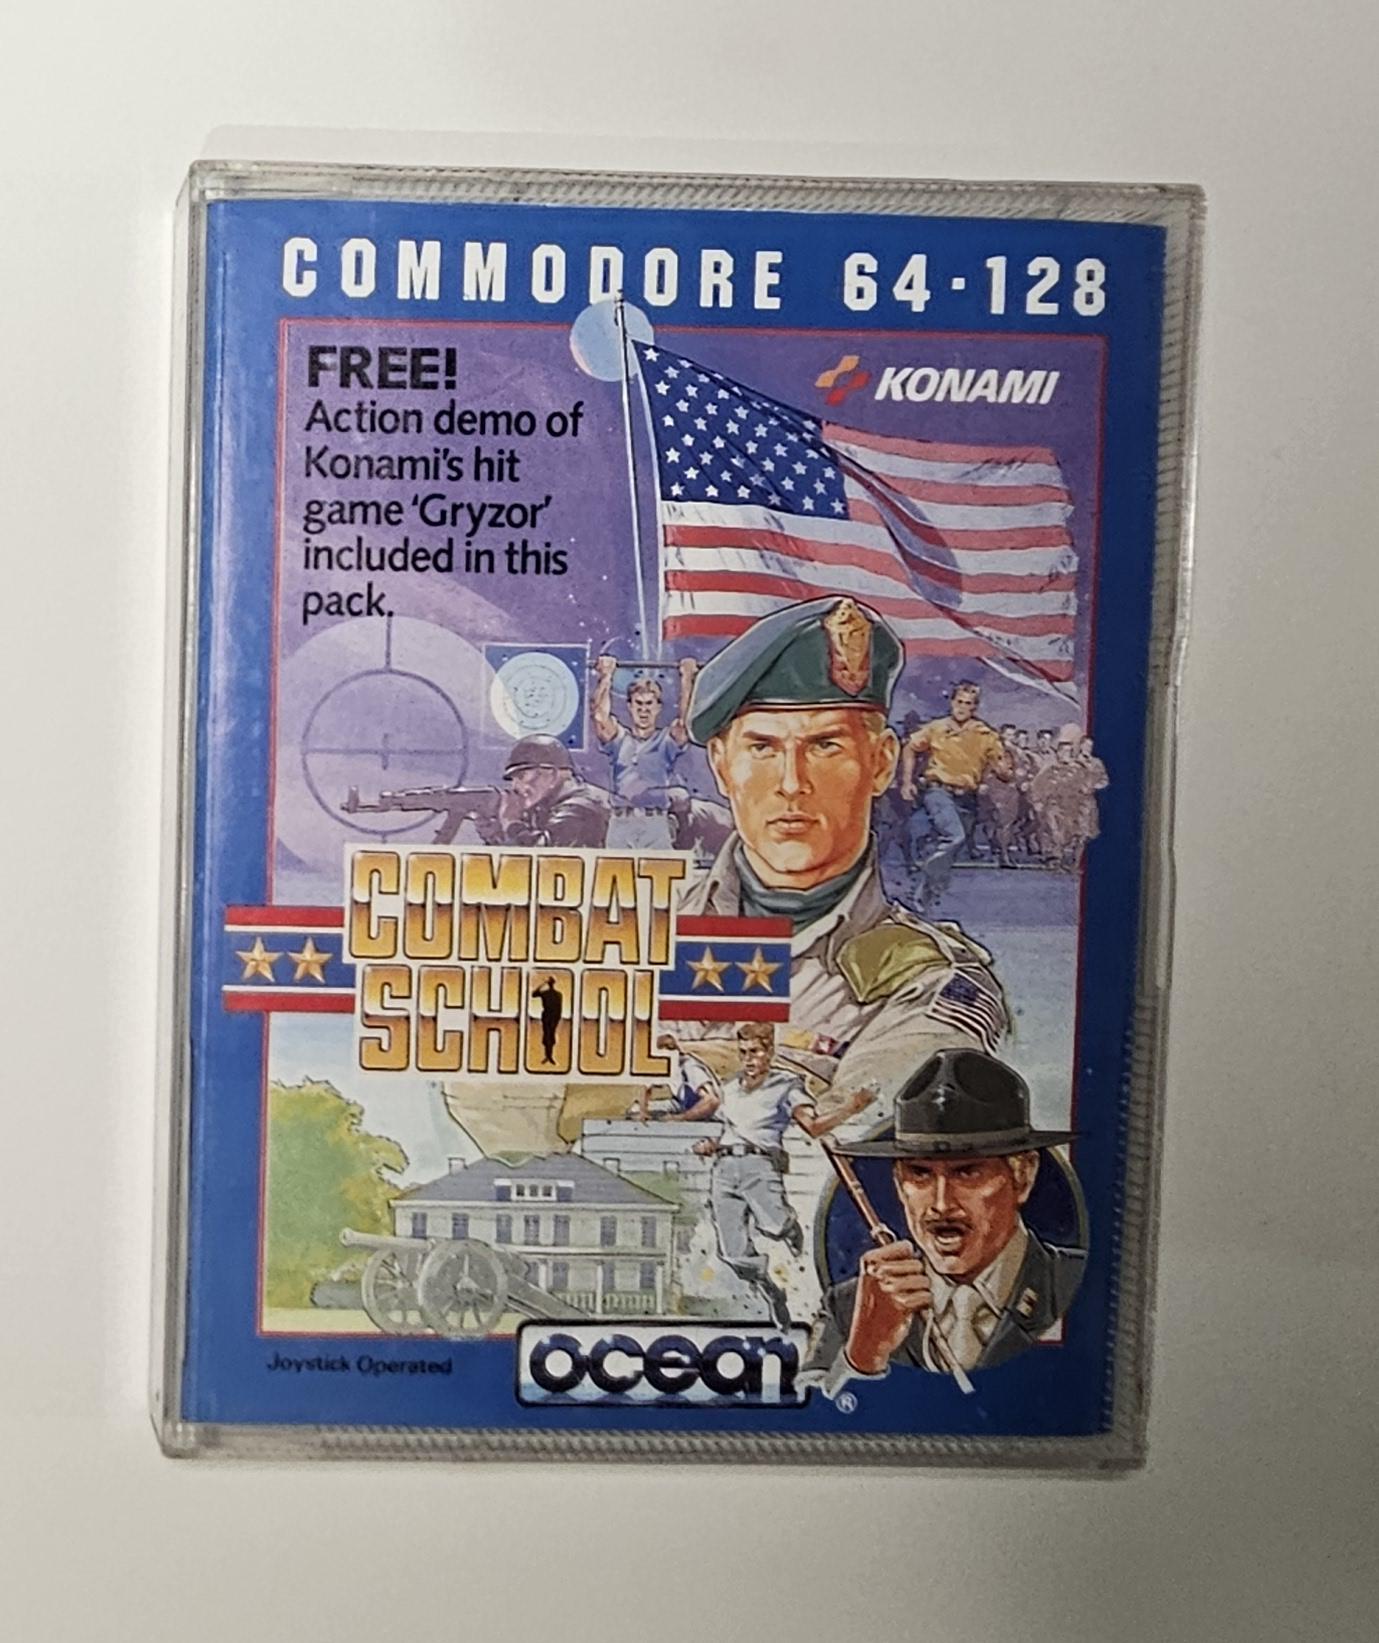 COMMODORE 64·128
FREE!
Action demo of
Konami's hit
game 'Gryzor'
included in this
pack.
KONAMI
COMBAT
SCHOOL
Joystick Operated
ocean
®